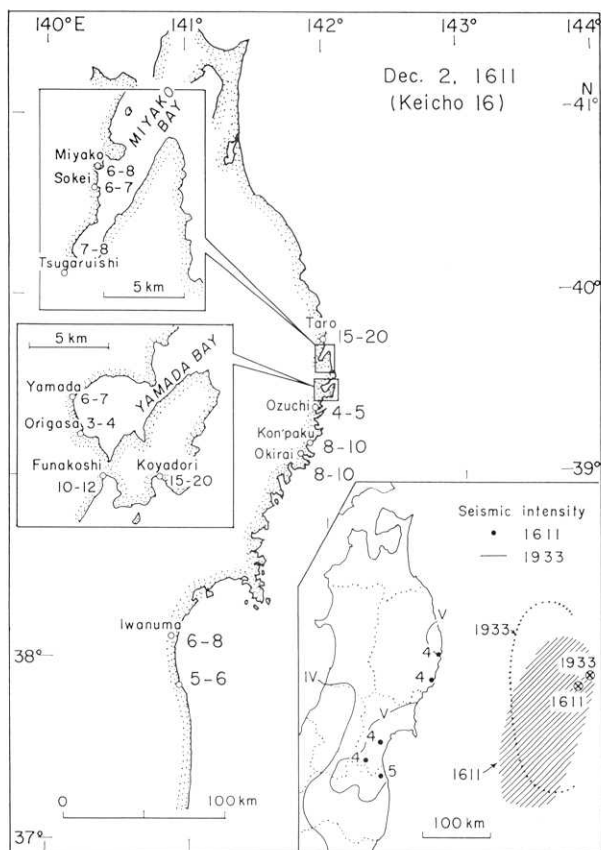 140°E
141°
142°
143°
144°
Dec. 2, 1611
(Keicho 16)
N
41°
MIYAKO
BAY
Miyako
6-8
Sokei
6-7
7-8
Tsugaruishi
5 km
40°
Taro
15-20
5 km
YAMADA BAY
Yamada
6-7
Origasa 3-4
Funakoshi
10-12
Koyadori
15-20
Ozuchi
4-5
Kon'paku
8-10
Okirai
8-10
39°
Seismic intensity
• 1611
1933
V
4
4
IV
V
4
4
5
1933
1933
1611
1611
100 km
38°
Iwanuma
6-8
5-6
0
100 km
37°